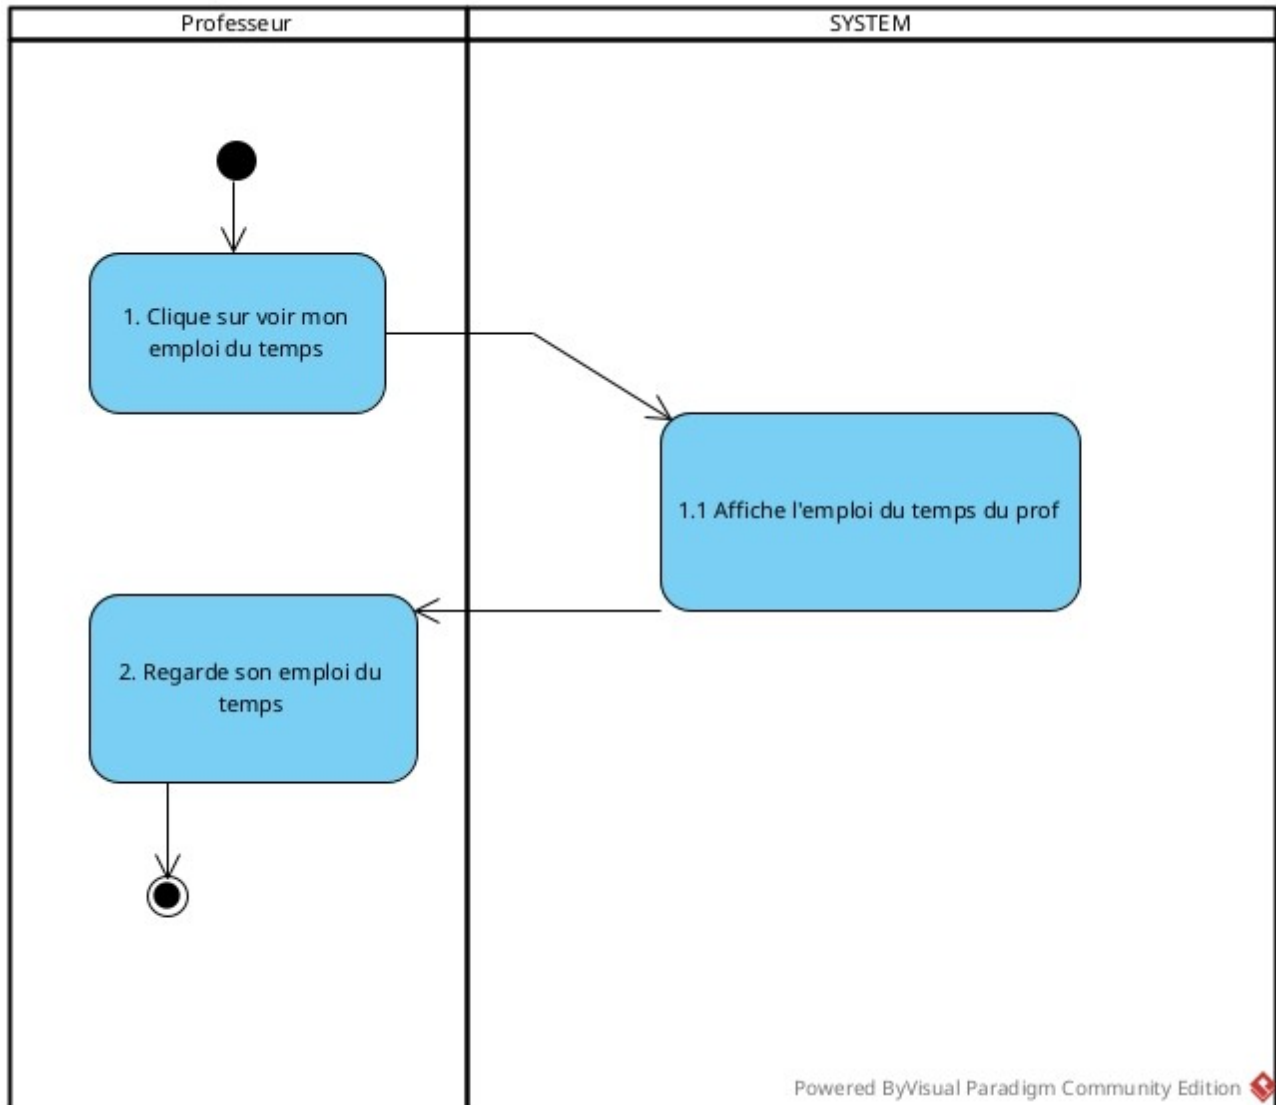 Professeur
SYSTEM
1. Clique sur voir mon
emploi du temps
1.1 Affiche l'emploi du temps du prof
2. Regarde son emploi du
temps
Powered ByVisual Paradigm Community Edition